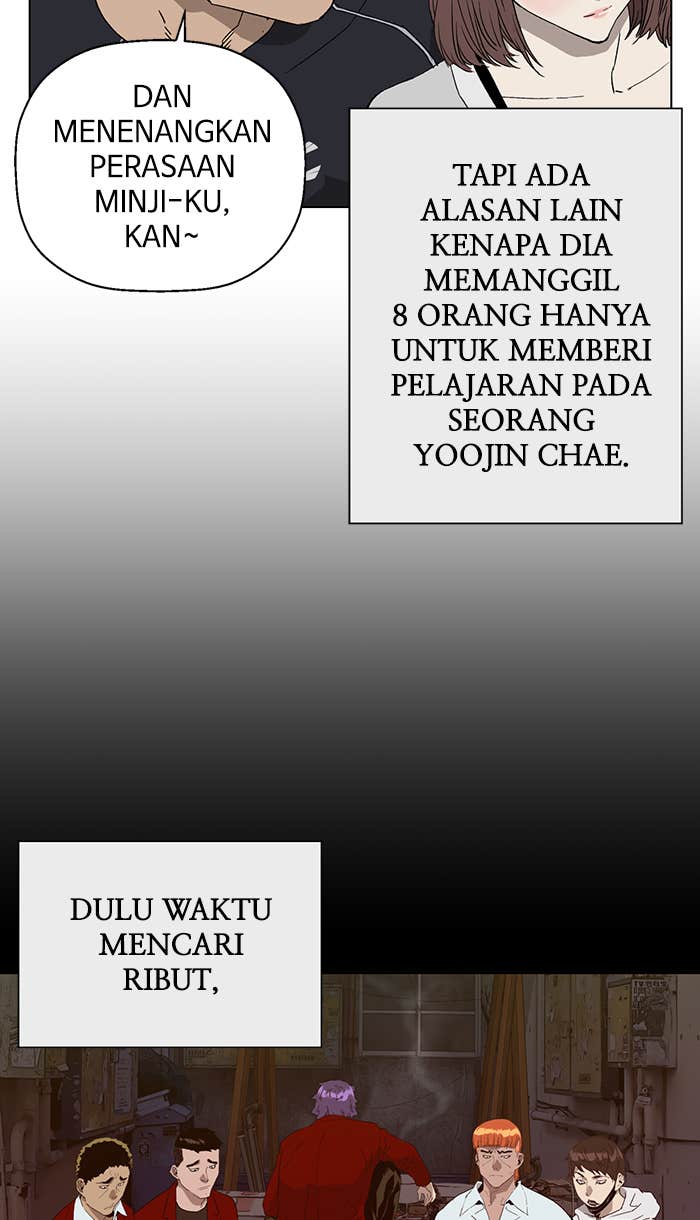 DAN
MENENANGKAN
PERASAAN
MINJI-KU,
KAN~
TAPI ADA
ALASAN LAIN
KENAPA DIA
MEMANGGIL
8 ORANG HANYA
UNTUK MEMBERI
PELAJARAN PADA
SEORANG
YOOJIN CHAE.
DULU WAKTU
MENCARI
RIBUT,